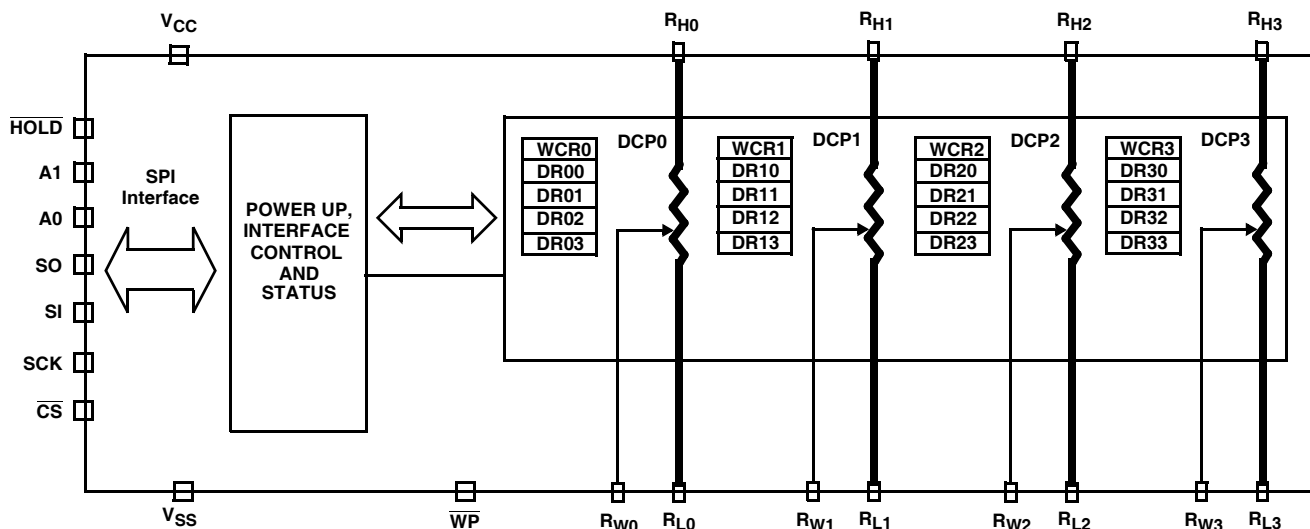 VCC
RH0
RH1
RH2
RH3
HOLD
A1
A0
SO
SI
SCK
CS
SPI
Interface
POWER UP,
INTERFACE
CONTROL
AND
STATUS
WCR0
DR00
DR01
DR02
DR03
DCP0
WCR1
DR10
DR11
DR12
DR13
DCP1
WCR2
DR20
DR21
DR22
DR23
DCP2
WCR3
DR30
DR31
DR32
DR33
DCP3
VSS
WP
RW0
RL0
RW1
RL1
RW2
RL2
RW3
RL3